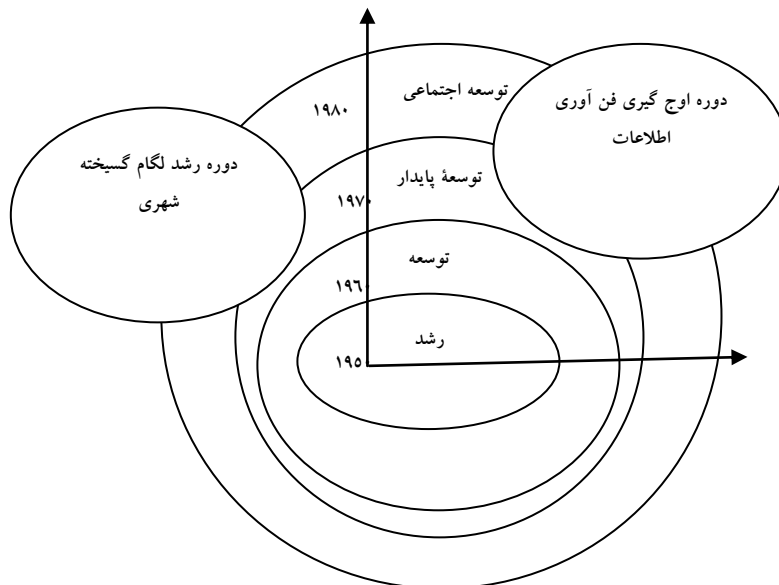 توسعه اجتماعی
۱۹۸۰
دوره اوج گیری فن آوری
اطلاعات
دوره رشد لگام گسیخته
شهری
توسعۀ پایدار
۱۹۷۰
توسعه
۱۹۶۰
رشد
۱۹۵۰